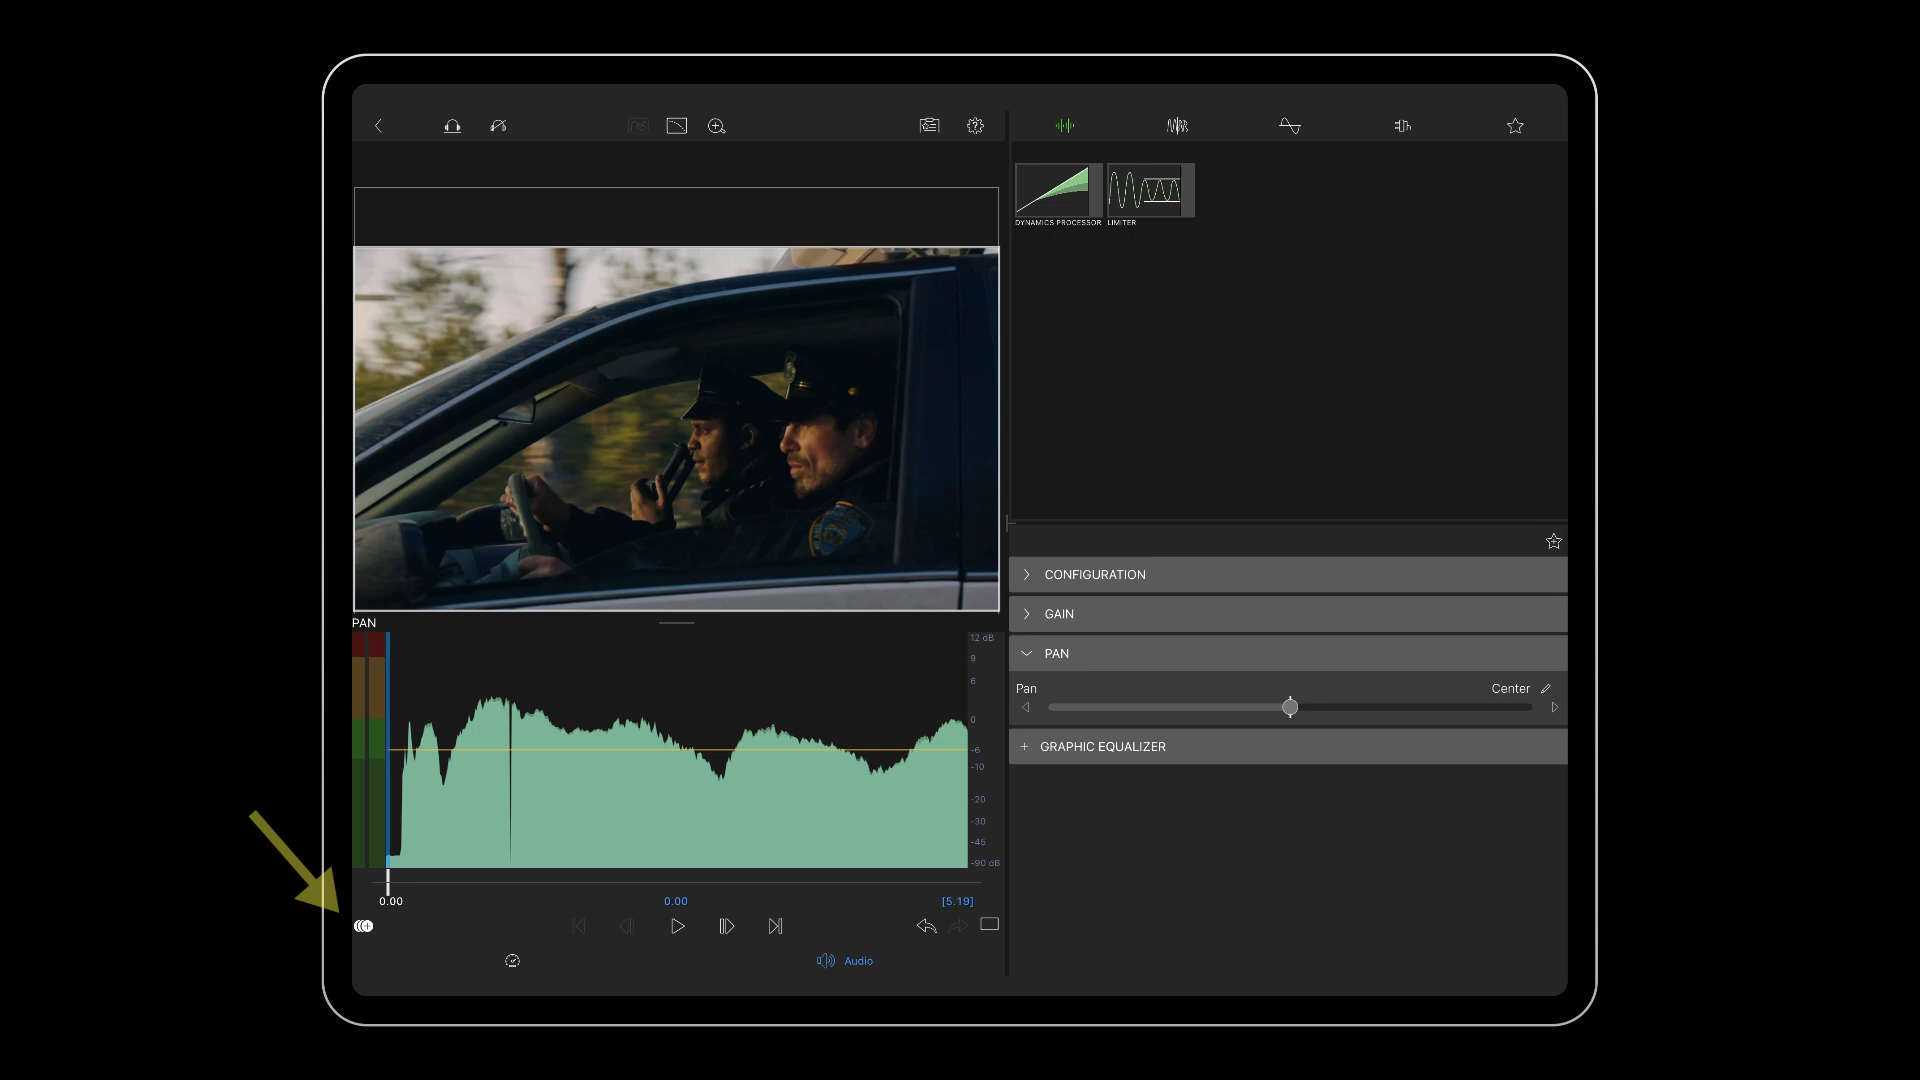 DYNAMICS PROCESSOR
LIMITER
CONFIGURATION
GAIN
PAN
PAN
Pan
Center
GRAPHIC EQUALIZER
12 dB
9
6
0
-6
-10
-20
-30
-45
-90 dB
0.00
0.00
[5.19]
Audio